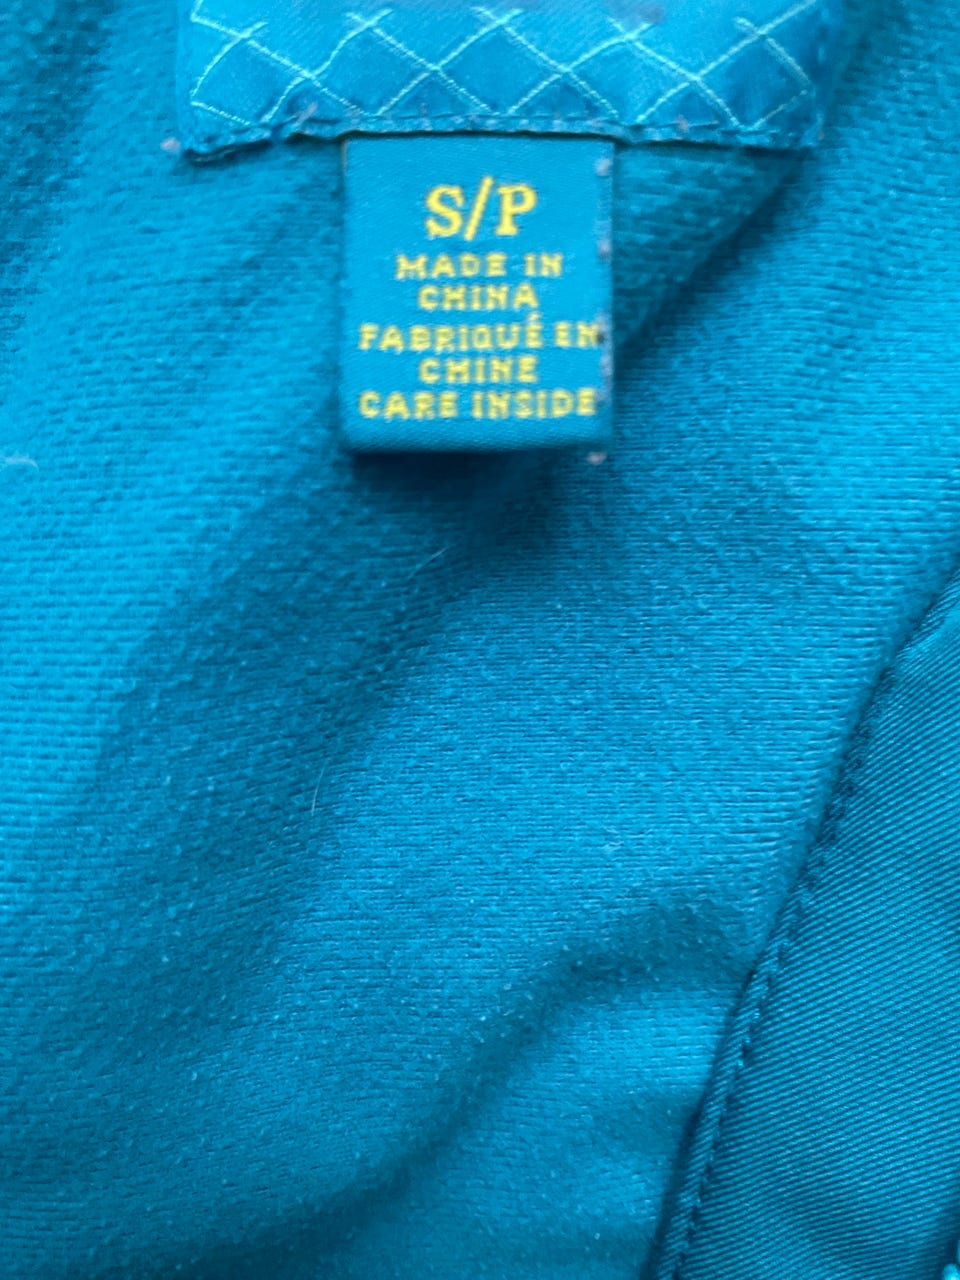 S/P
MADE IN
CHINA
FABRIQUÉ EN
CHINE
CARE INSIDE